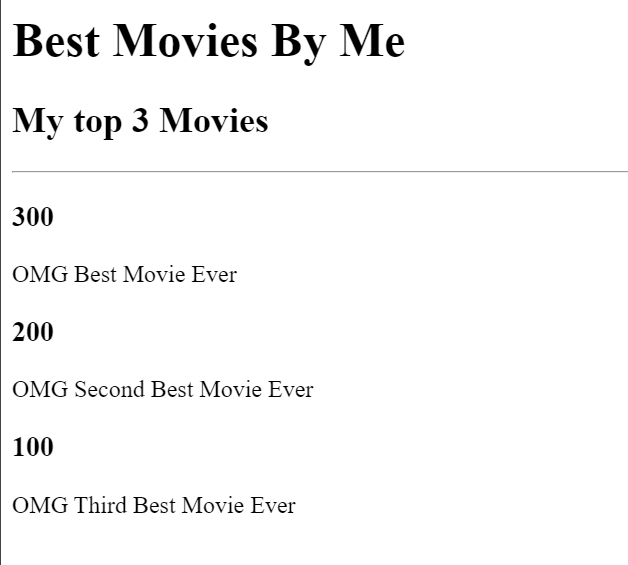 Best Movies By Me
My top 3 Movies
300
OMG Best Movie Ever
200
OMG Second Best Movie Ever
100
OMG Third Best Movie Ever